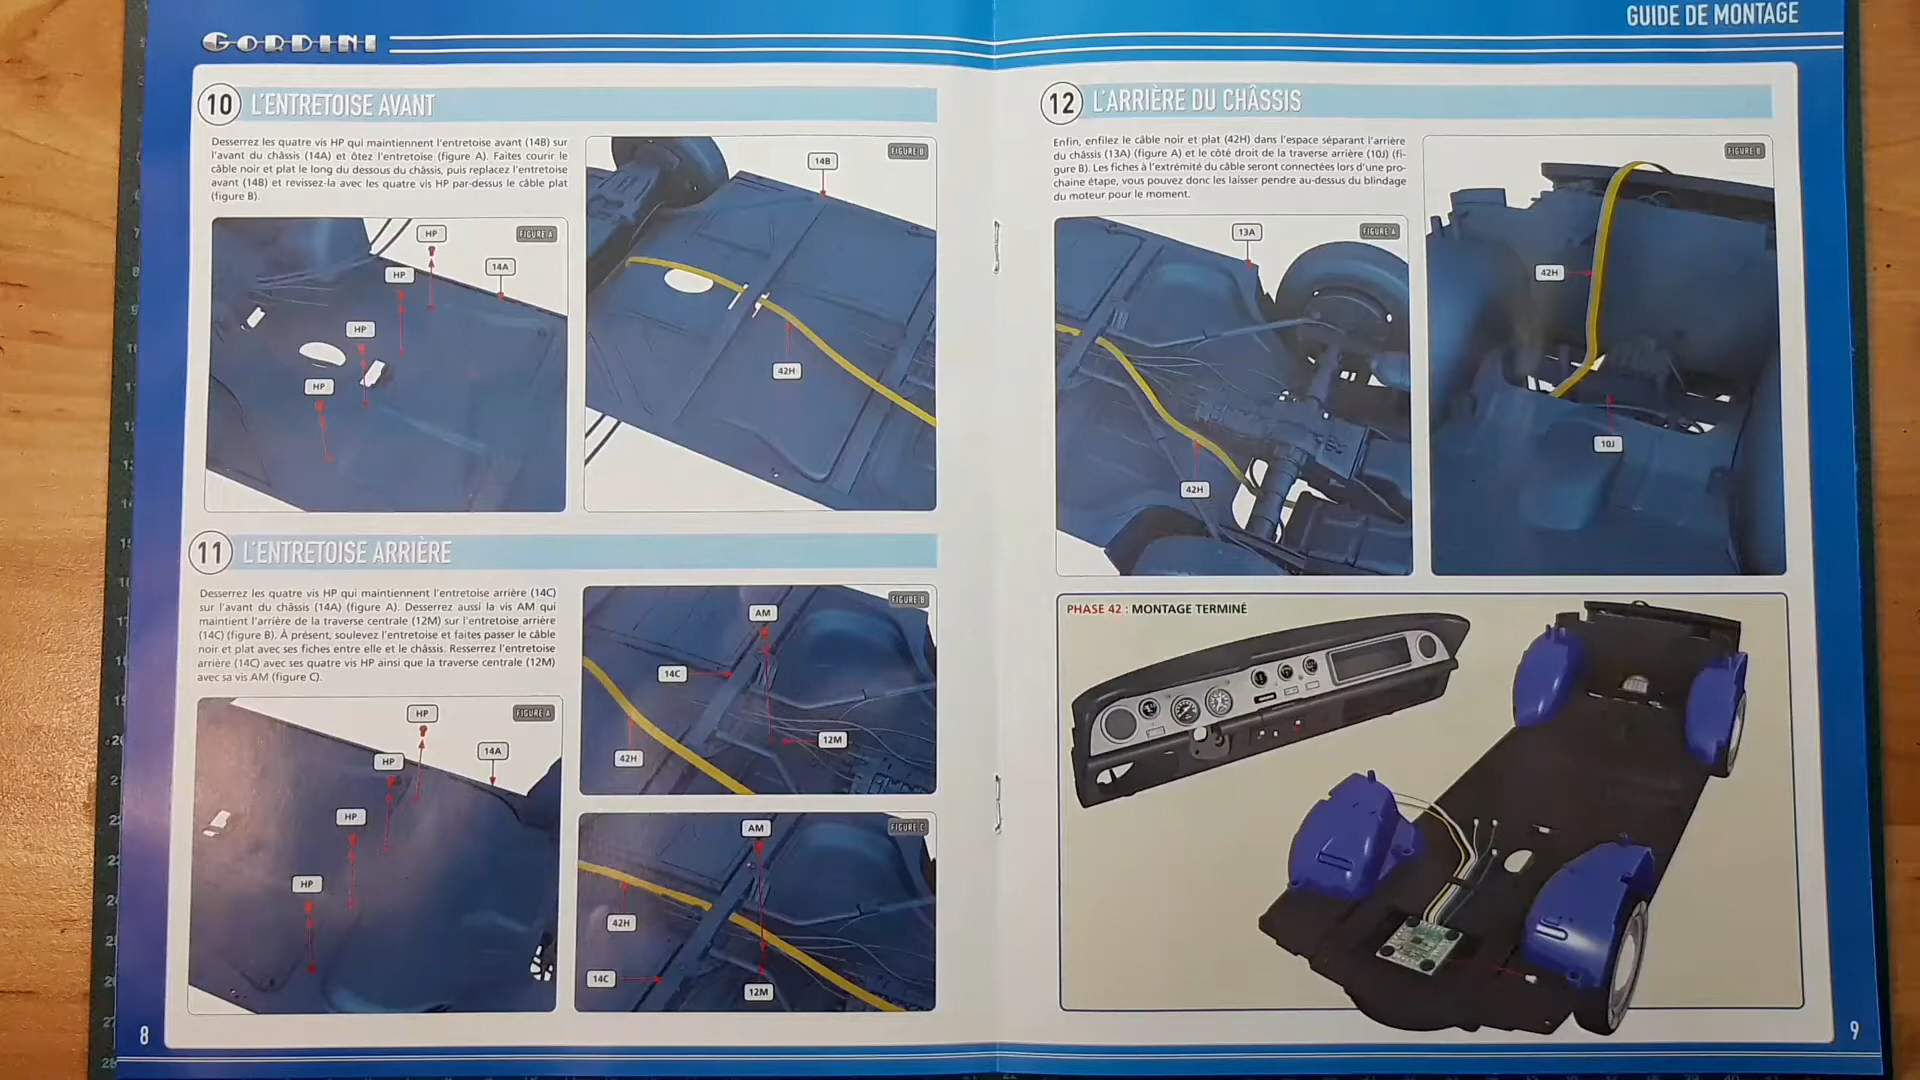 GORDINI
GUIDE DE MONTAGE
10 L'ENTRETOISE AVANT
Desserrez les quatre vis HP qui maintiennent l'entretoise avant (14B) sur
l'avant du châssis (14A) et ôtez l'entretoise (figure A). Faites courir le
câble noir et plat le long du dessous du châssis, puis replacez l'entretoise
avant (14B) et revissez-la avec les quatre vis HP par-dessus le câble plat
(figure B).
FIGURE A
HP
14A
HP
HP
HP
FIGURE B
14B
42H
11 L'ENTRETOISE ARRIÈRE
Desserrez les quatre vis HP qui maintiennent l'entretoise arrière (14C)
sur l'avant du châssis (14A) (figure A). Desserrez aussi la vis AM qui
maintient l'arrière de la traverse centrale (12M) sur l'entretoise arrière
(14C) (figure B). À présent, soulevez l'entretoise et faites passer le câble
noir et plat avec ses fiches entre elle et le châssis. Resserrez l'entretoise
arrière (14C) avec ses quatre vis HP ainsi que la traverse centrale (12M)
avec sa vis AM (figure C).
FIGURE A
HP
14A
HP
HP
HP
FIGURE B
AM
14C
12M
42H
FIGURE C
AM
42H
14C
12M
8
12 L'ARRIÈRE DU CHÂSSIS
Enfin, enfilez le câble noir et plat (42H) dans l'espace séparant l'arrière
du châssis (13A) (figure A) et le côté droit de la traverse arrière (10J) (fi-
gure B). Les fiches à l'extrémité du câble seront connectées lors d'une pro-
chaine étape, vous pouvez donc les laisser pendre au-dessus du blindage
du moteur pour le moment.
FIGURE A
13A
42H
FIGURE B
42H
10J
PHASE 42 : MONTAGE TERMINÉ
9